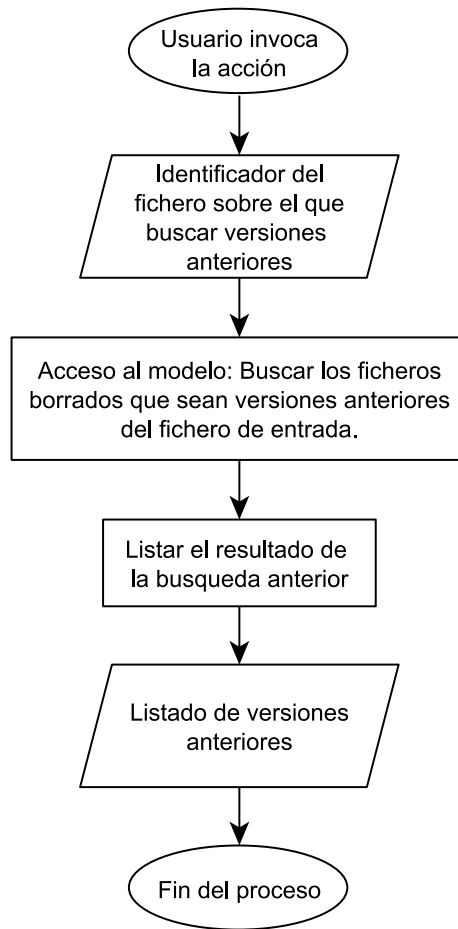 Usuario invoca
la acción
Identificador del
fichero sobre el que
buscar versiones
anteriores
Acceso al modelo: Buscar los ficheros
borrados que sean versiones anteriores
del fichero de entrada.
Listar el resultado de
la busqueda anterior
Listado de versiones
anteriores
Fin del proceso